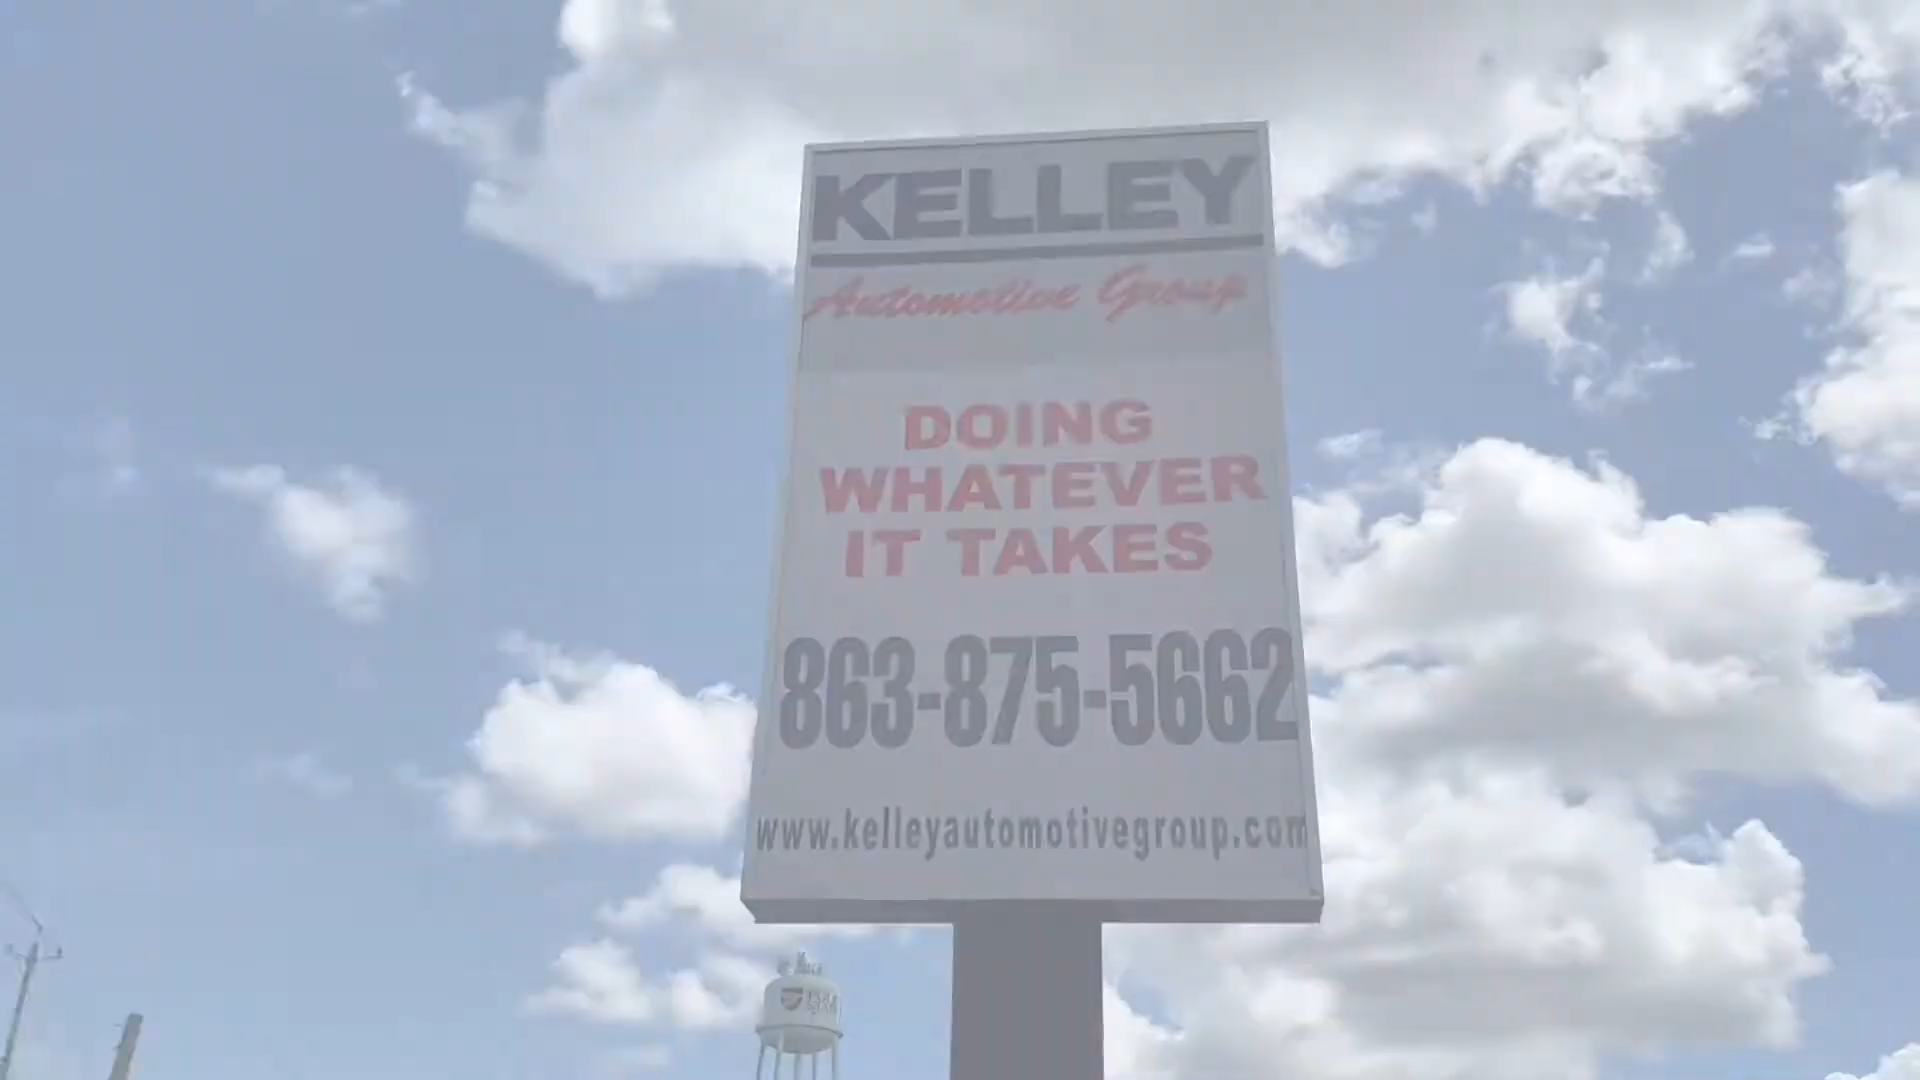 KELLEY
Automotive Group
DOING
WHATEVER
IT TAKES
863-875-5662
www.kelleyautomotivegroup.com